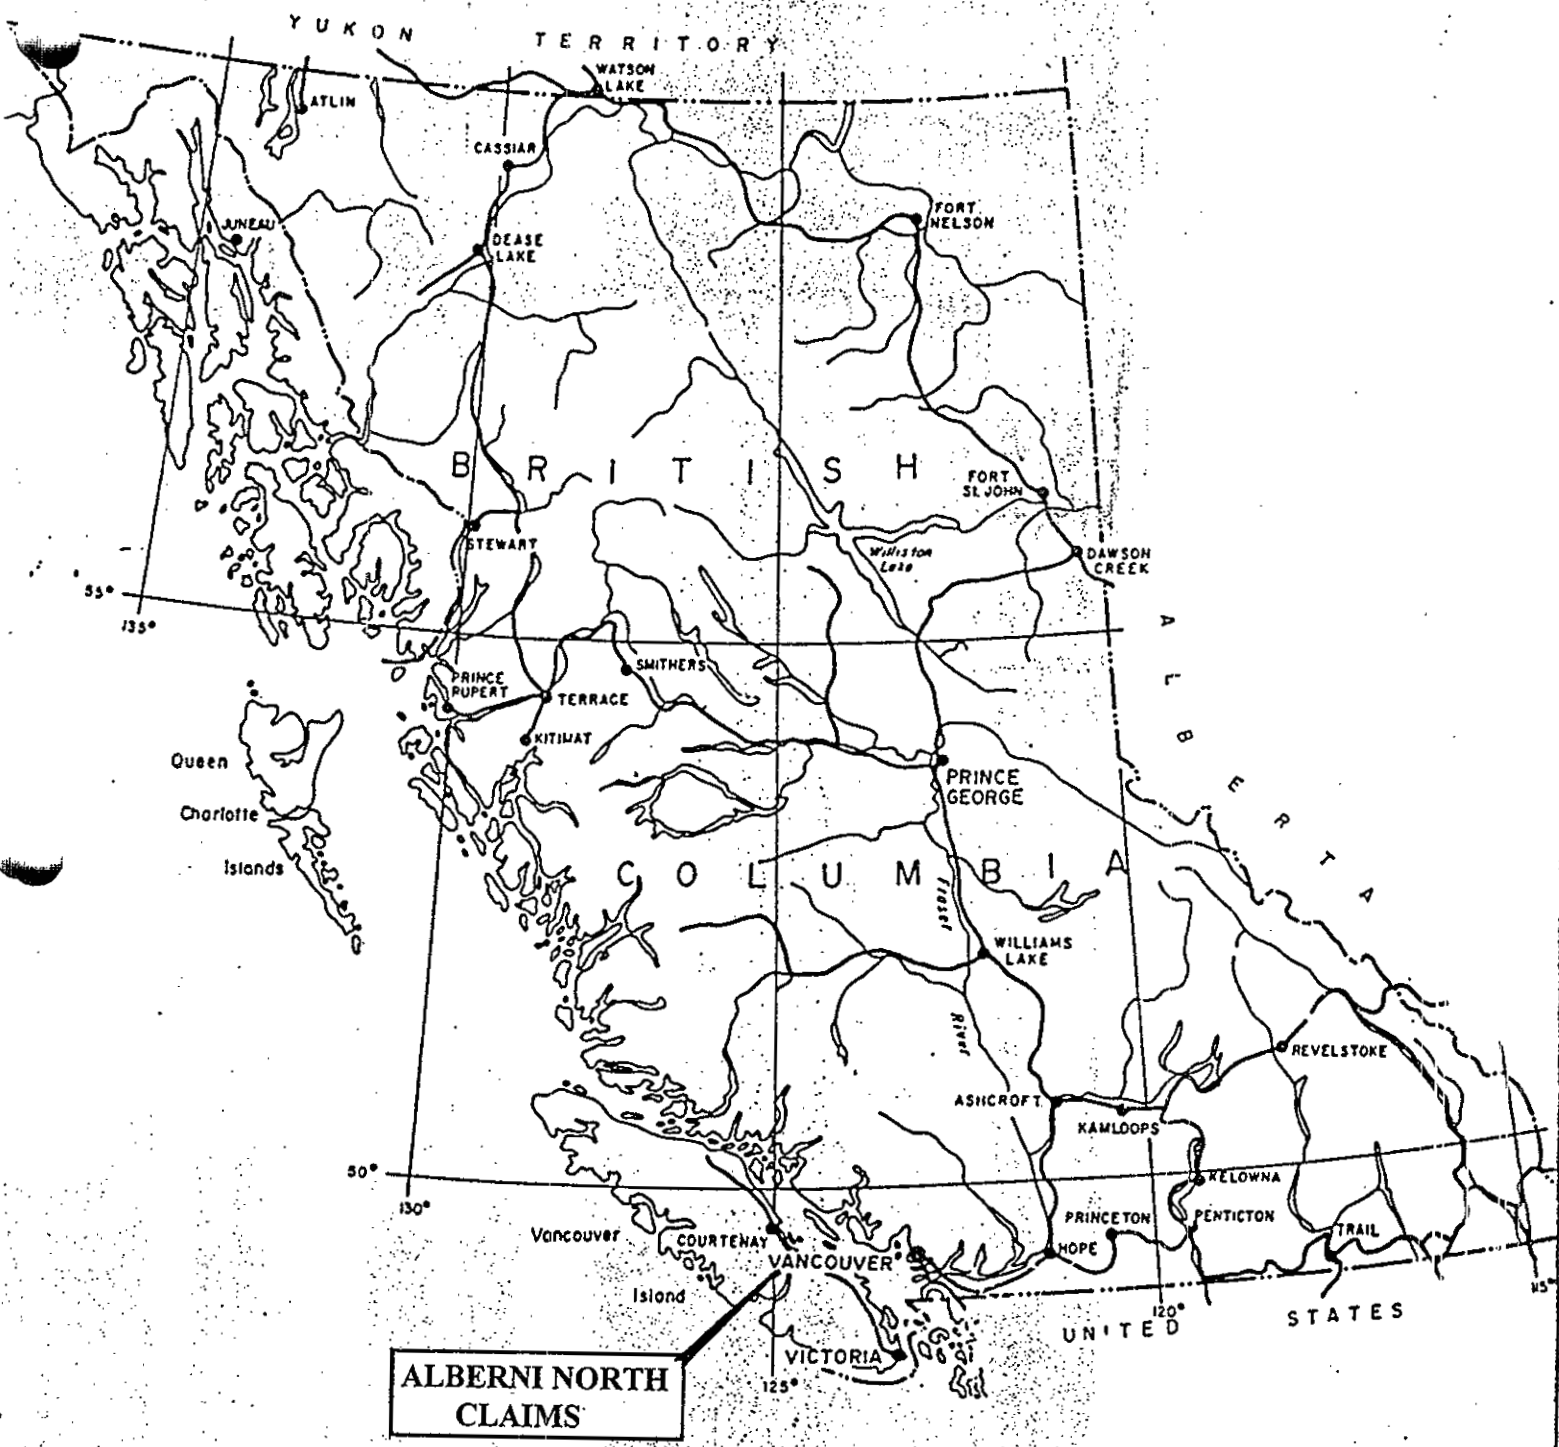 YUKON TERRITORY
WATSON
LAKE
ATLIN
CASSIAR
JUNEAU
DEASE
LAKE
FORT
NELSON
BRITISH
FORT
St. JOHN
STEWART
Williston
Lake
DAWSON
CREEK
55°
135°
ALBERTA
SMITHERS
PRINCE
RUPERT
TERRACE
KITIMAT
Queen
Charlotte
Islands
PRINCE
GEORGE
COLUMBIA
Fraser
River
WILLIAMS
LAKE
REVELSTOKE
ASHCROFT
KAMLOOPS
50°
130°
KELOWNA
Vancouver
Island
COURTENAY
VANCOUVER
PRINCETON
PENTICTON
HOPE
TRAIL
115°
120°
UNITED STATES
VICTORIA
125°
ALBERNI NORTH
CLAIMS